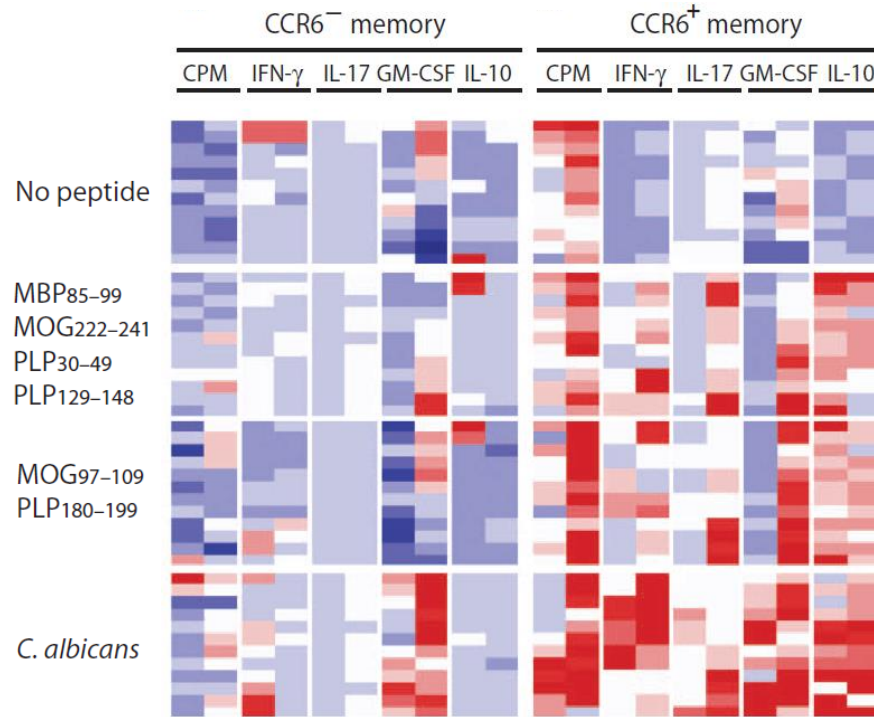 CCR6− memory CCR6+ memory
CPM IFN-γ IL-17 GM-CSF IL-10 CPM IFN-γ IL-17 GM-CSF IL-10
No peptide
MBP85–99
MOG222–241
PLP30–49
PLP129–148
MOG97–109
PLP180–199
C. albicans